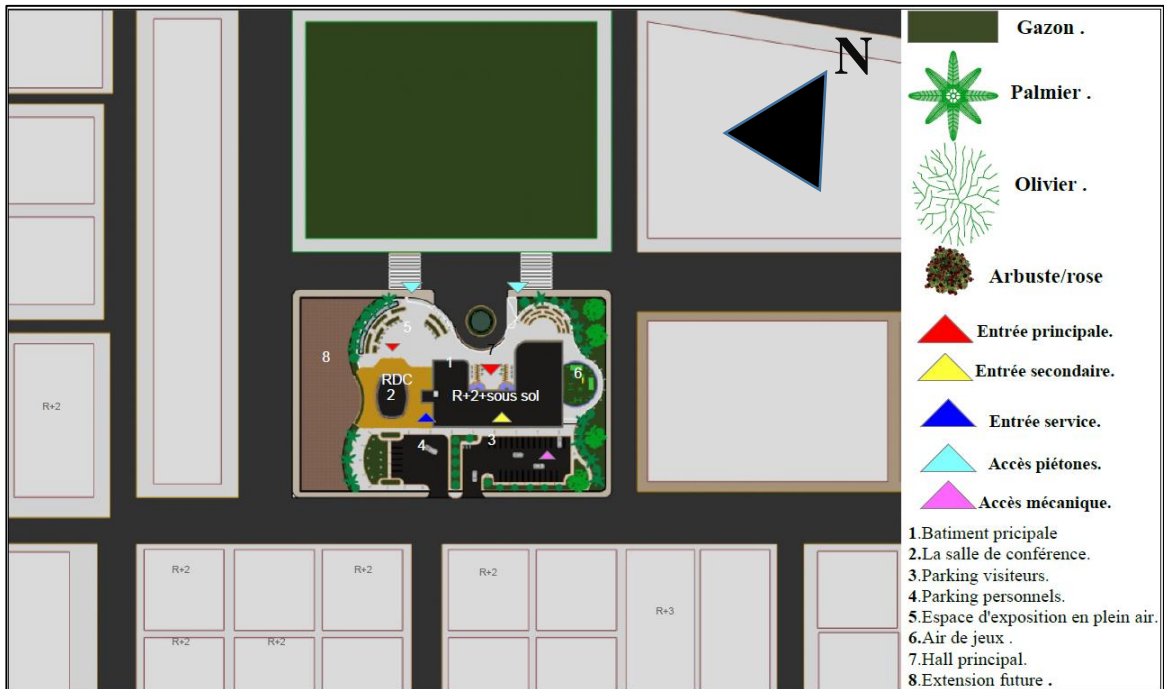 N
8
5
7
1
RDC
2
R+2+sous sol
6
4
3
R+2
R+2
R+2
R+2
R+3
R+2
R+2
Gazon .
Palmier .
Olivier .
Arbuste/rose
Entrée principale.
Entrée secondaire.
Entrée service.
Accès piétones.
Accès mécanique.
1.Batiment pricipale
2.La salle de conférence.
3.Parking visiteurs.
4.Parking personnels.
5.Espace d'exposition en plein air.
6.Air de jeux .
7.Hall principal.
8.Extension future .